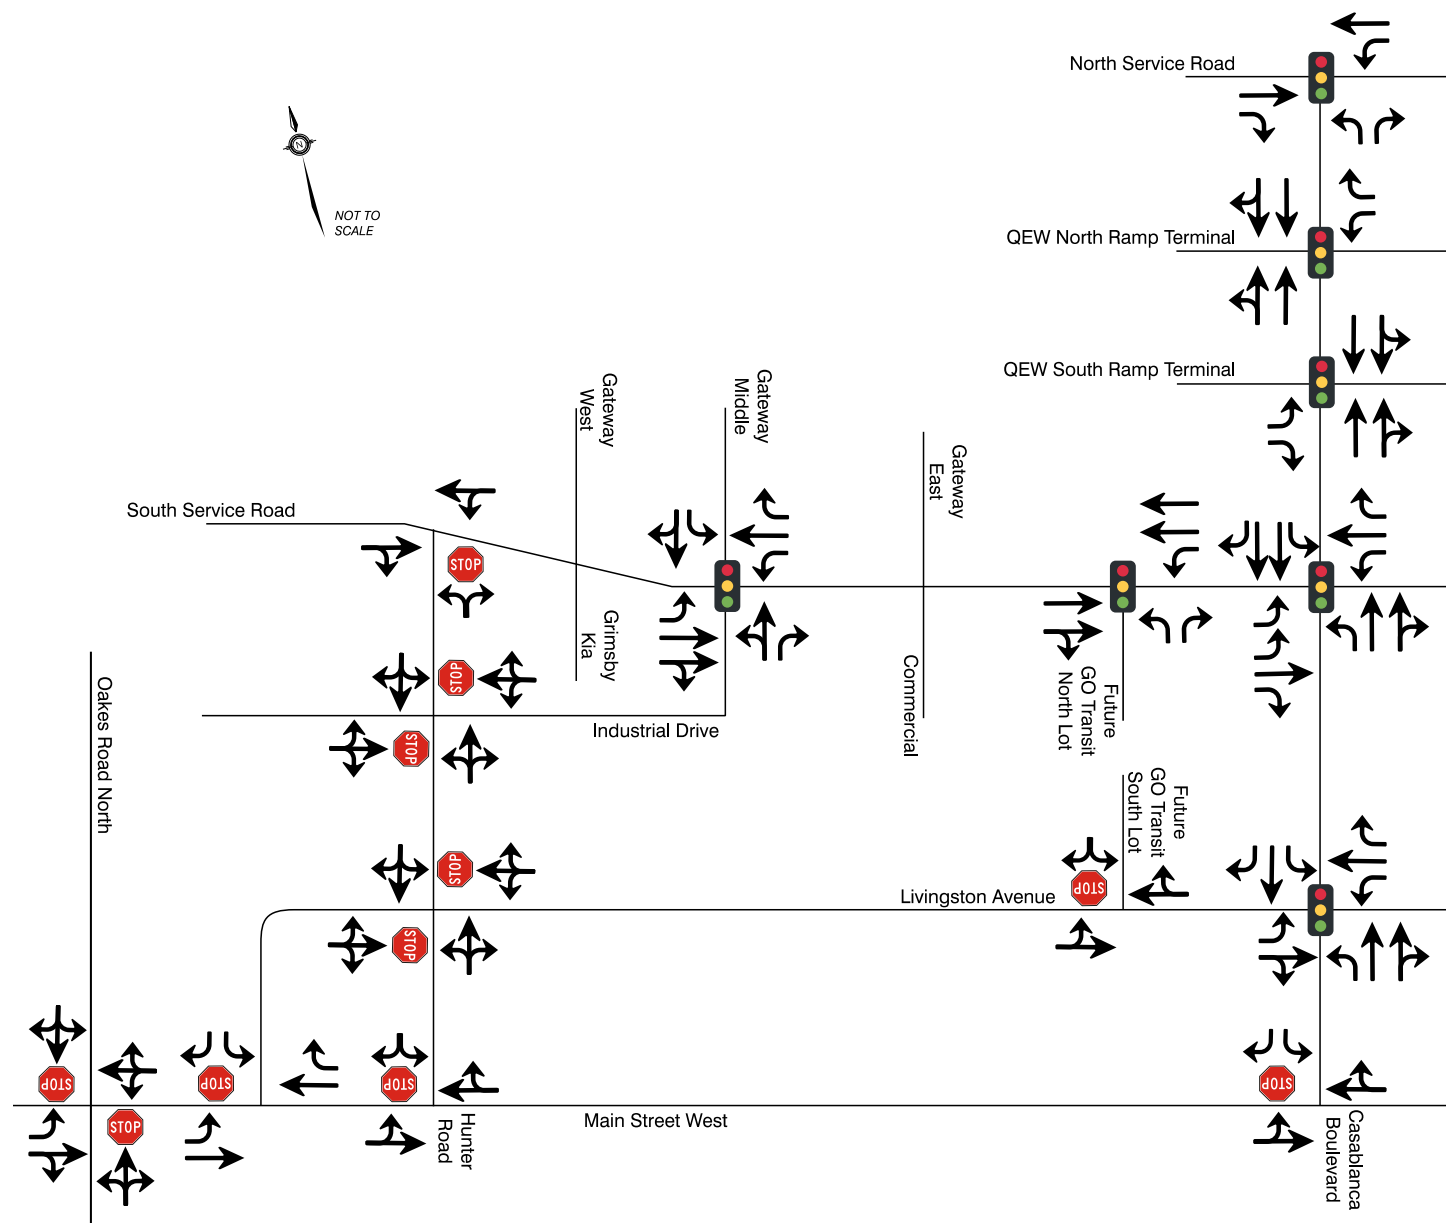 North Service Road
N
NOT TO
SCALE
QEW North Ramp Terminal
QEW South Ramp Terminal
Gateway
West
Gateway
Middle
Gateway
East
South Service Road
STOP
Grimsby
Kia
STOP
Industrial Drive
STOP
Commercial
Future
GO Transit
North Lot
Oakes Road North
Future
GO Transit
South Lot
STOP
STOP
Livingston Avenue
STOP
STOP
STOP
STOP
STOP
STOP
Main Street West
Hunter
Road
Casablanca
Boulevard